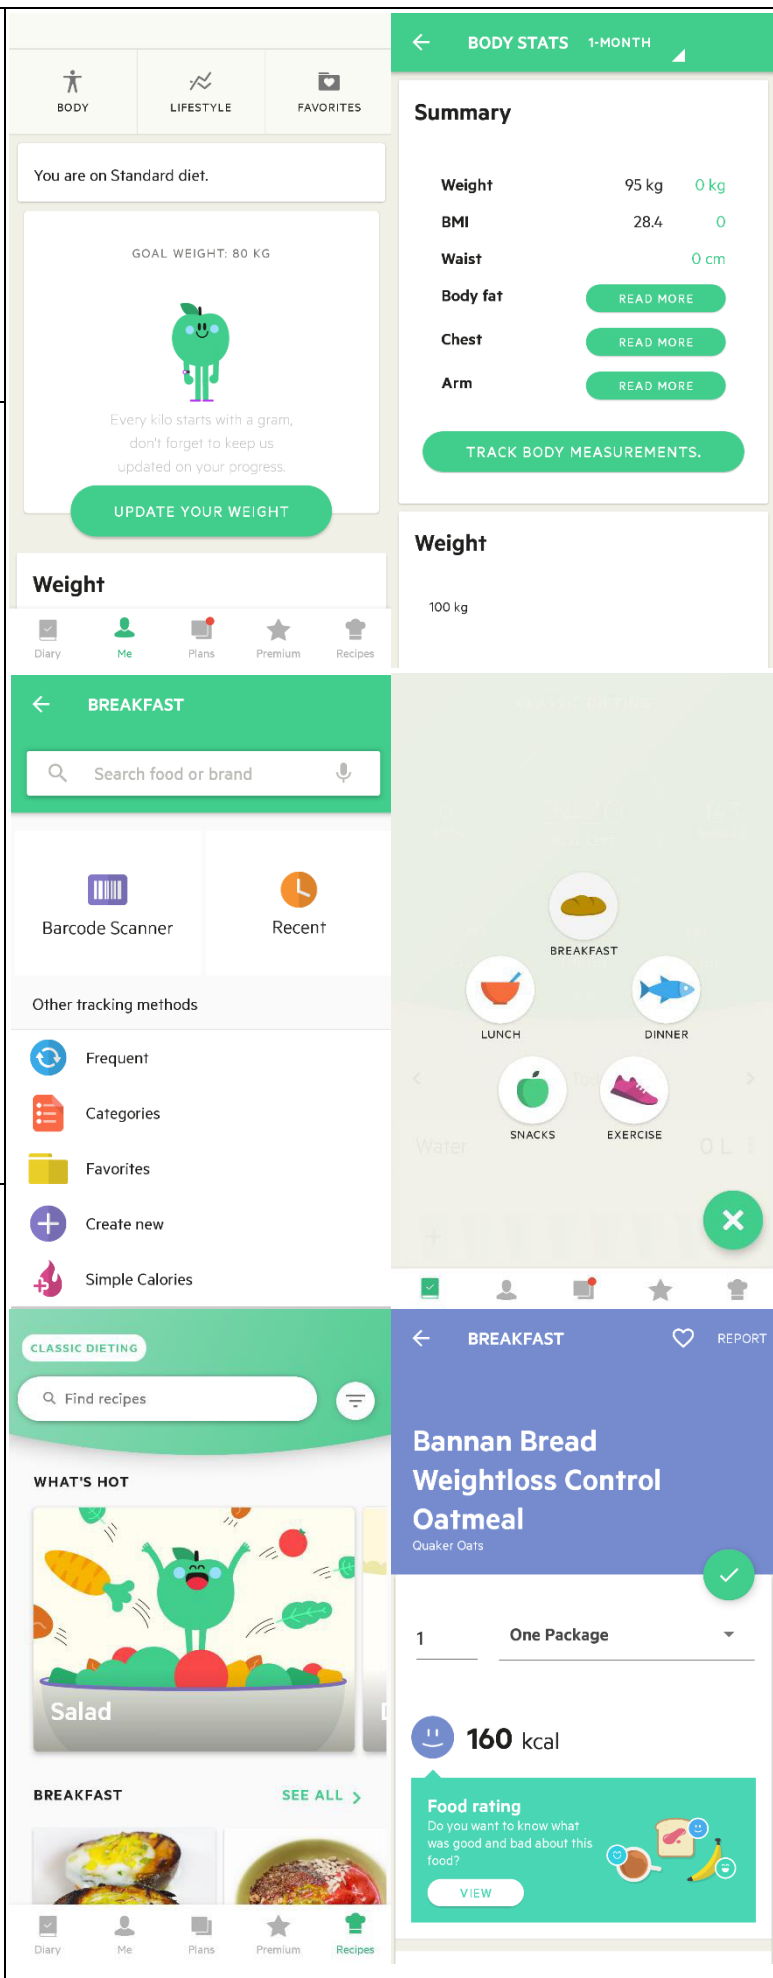 BODY
LIFESTYLE
FAVORITES
You are on Standard diet.
GOAL WEIGHT: 80 KG
Every kilo starts with a gram,
don't forget to keep us
updated on your progress.
UPDATE YOUR WEIGHT
Weight
Diary
Me
Plans
Premium
Recipes
BODY STATS 1-MONTH
Summary
Weight 95 kg 0 kg
BMI 28.4 0
Waist 0 cm
Body fat READ MORE
Chest READ MORE
Arm READ MORE
TRACK BODY MEASUREMENTS.
Weight
100 kg
BREAKFAST
Search food or brand
Barcode Scanner
Recent
Other tracking methods
Frequent
Categories
Favorites
Create new
Simple Calories
BREAKFAST
LUNCH
DINNER
SNACKS
EXERCISE
Water 0 L
CLASSIC DIETING
Find recipes
WHAT'S HOT
Salad
BREAKFAST SEE ALL
Diary
Me
Plans
Premium
Recipes
BREAKFAST REPORT
Bannan Bread
Weightloss Control
Oatmeal
Quaker Oats
1 One Package
160 kcal
Food rating
Do you want to know what
was good and bad about this
food?
VIEW